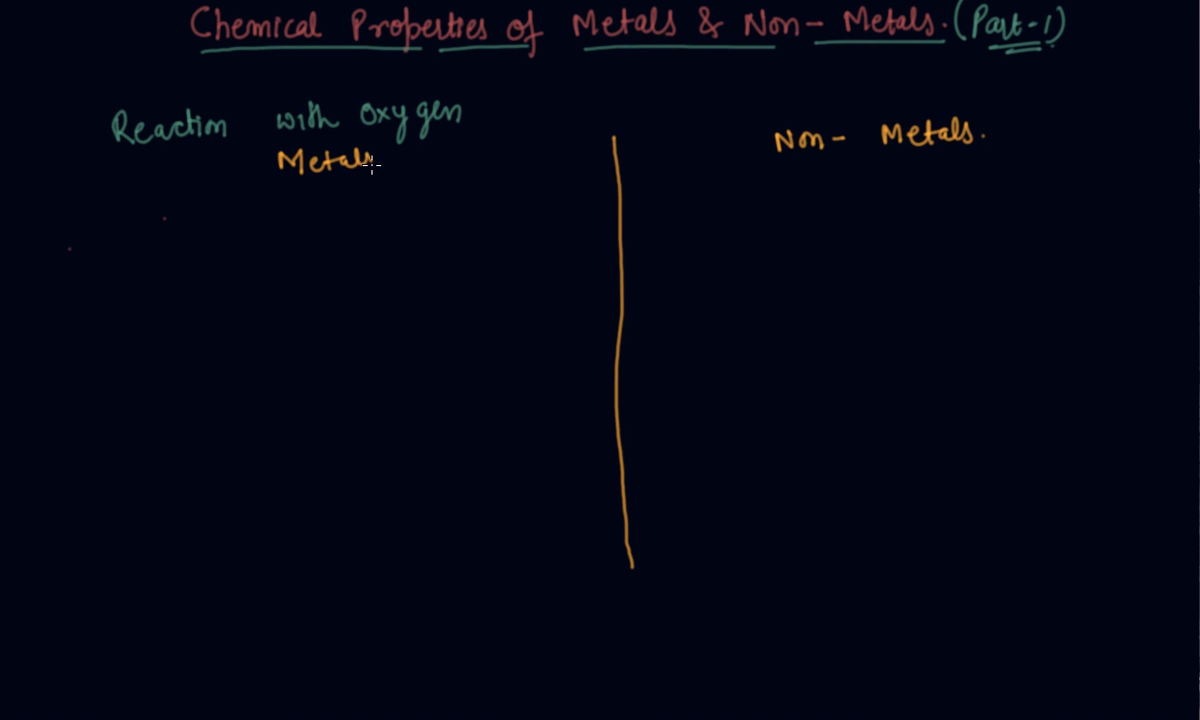 Chemical Properties of Metals & Non- Metals. (Part-1)
Reaction with Oxygen
Metals
Non- Metals.